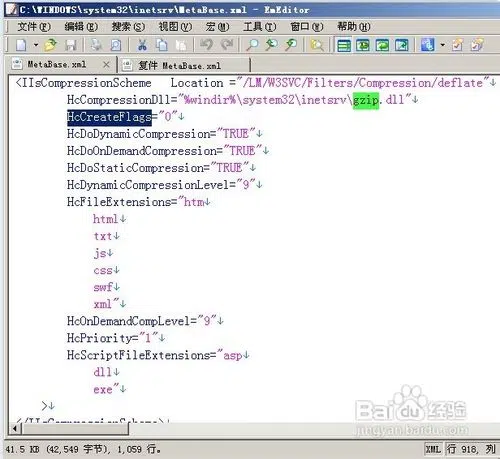 C:\WINDOWS\system32\inetsrv\MetaBase.xml - EmEditor
文件(F) 编辑(E) 搜索(S) 视图(V) 宏(M) 工具(T) 窗口(W) 帮助(H)
MetaBase.xml 复件 MetaBase.xml
<IIsCompressionScheme Location ="/LM/W3SVC/Filters/Compression/deflate"
HcCompressionDll="%windir%\system32\inetsrv\gzip.dll"
HcCreateFlags="0"
HcDoDynamicCompression="TRUE"
HcDoOnDemandCompression="TRUE"
HcDoStaticCompression="TRUE"
HcDynamicCompressionLevel="9"
HcFileExtensions="htm
html
txt
js
css
swf
xml"
HcOnDemandCompLevel="9"
HcPriority="1"
HcScriptFileExtensions="asp
dll
exe"
>
</IIsCompressionScheme>
Baidu 经验
jingyan.baidu.com
41.5 KB (42,549 字节), 1,059 行。 XML 行 918, 列